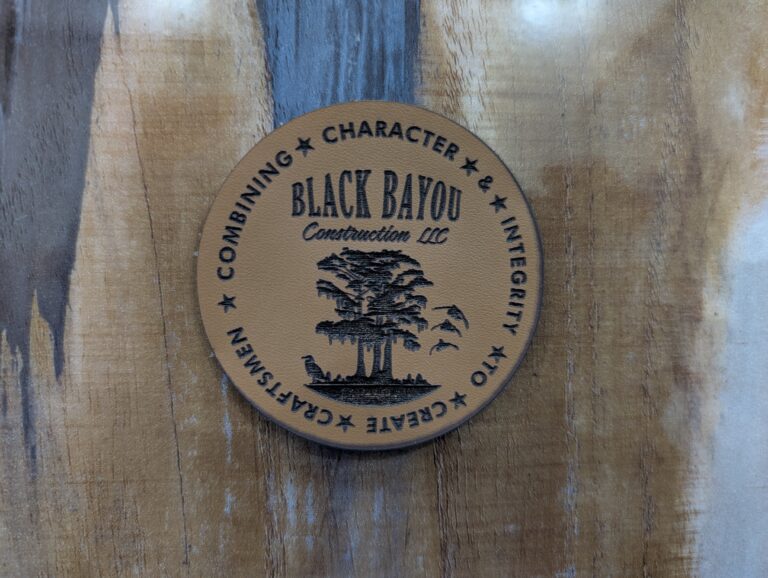 COMBINING ★ CHARACTER ★ & ★ INTEGRITY ★ TO ★ CREATE ★ CRAFTSMEN ★
BLACK BAYOU
Construction LLC